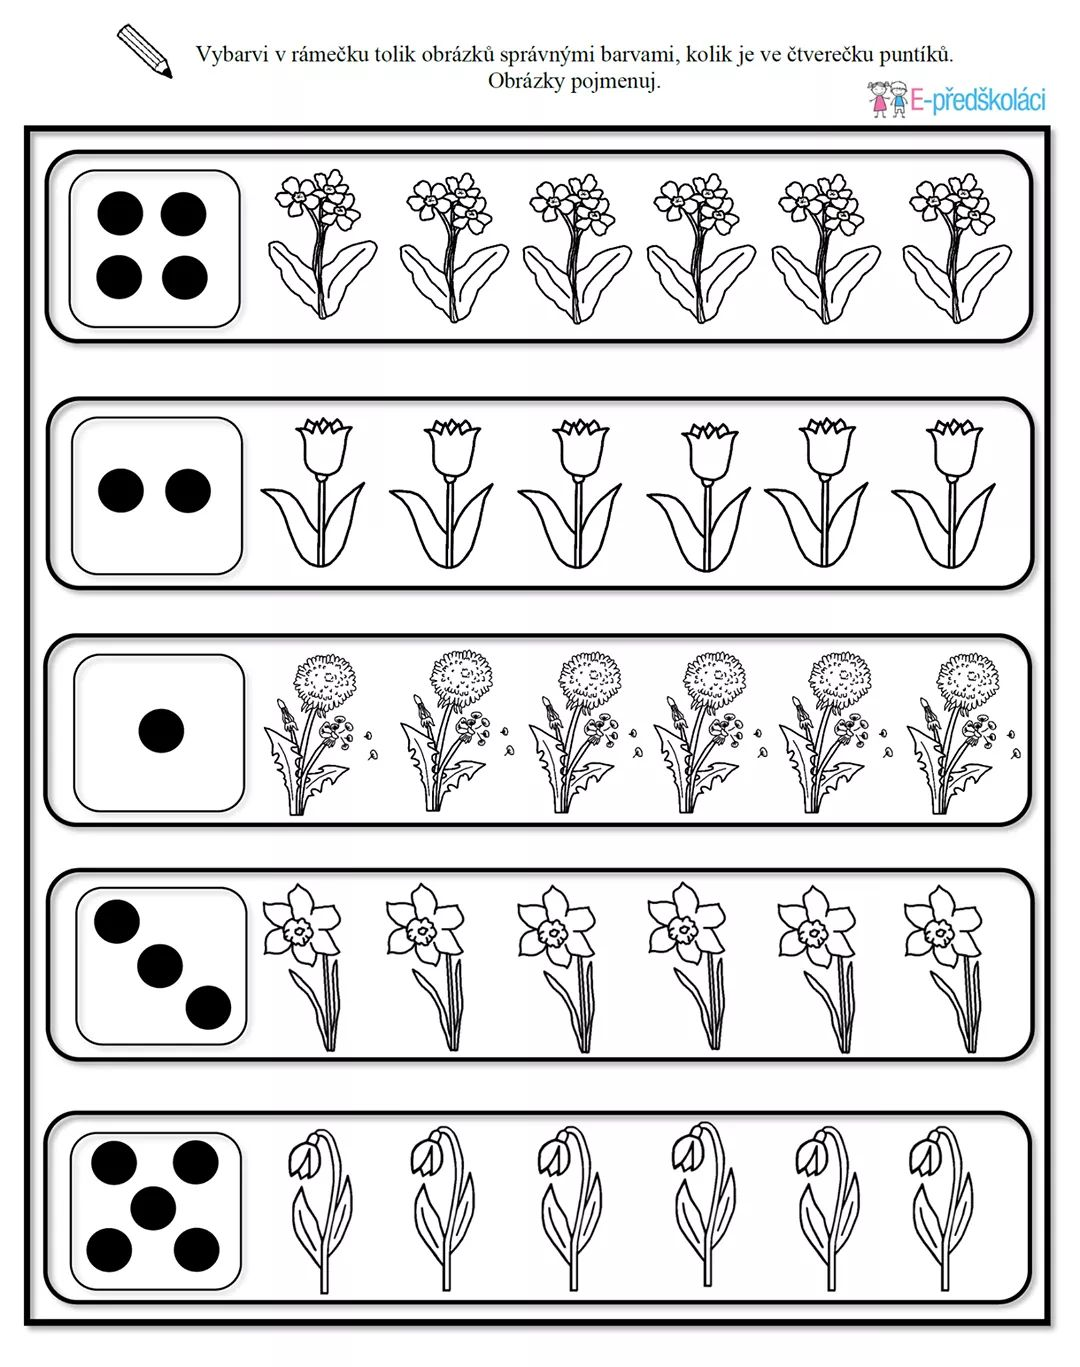 Vybarvi v rámečku tolik obrázků správnými barvami, kolik je ve čtverečku puntíků.
Obrázky pojmenuj.
E-předškoláci